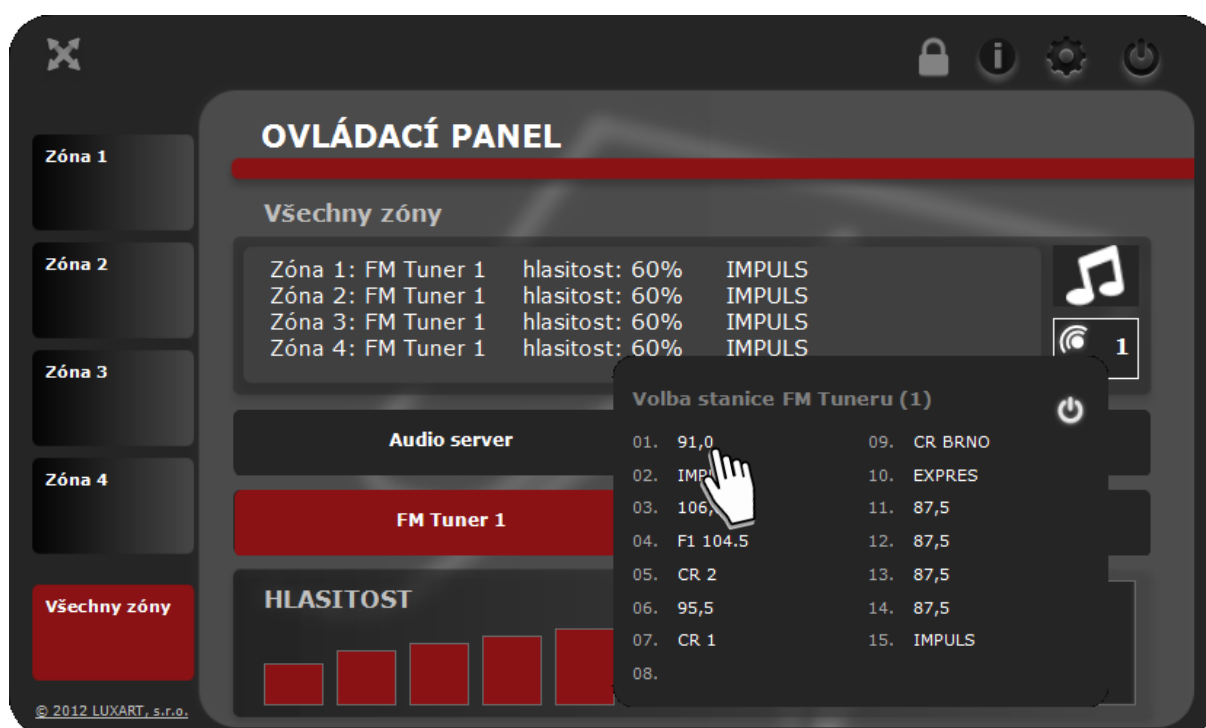 OVLÁDACÍ PANEL
Zóna 1
Zóna 2
Zóna 3
Zóna 4
Všechny zóny
© 2012 LUXART, s.r.o.
Všechny zóny
Zóna 1: FM Tuner 1 hlasitost: 60% IMPULS
Zóna 2: FM Tuner 1 hlasitost: 60% IMPULS
Zóna 3: FM Tuner 1 hlasitost: 60% IMPULS
Zóna 4: FM Tuner 1 hlasitost: 60% IMPULS
1
Audio server
FM Tuner 1
HLASITOST
Volba stanice FM Tuneru (1)
01. 91,0
02.
03.
04. F1 104.5
05. CR 2
06. 95,5
07. CR 1
08.
09. CR BRNO
10. EXPRES
11. 87,5
12. 87,5
13. 87,5
14. 87,5
15. IMPULS